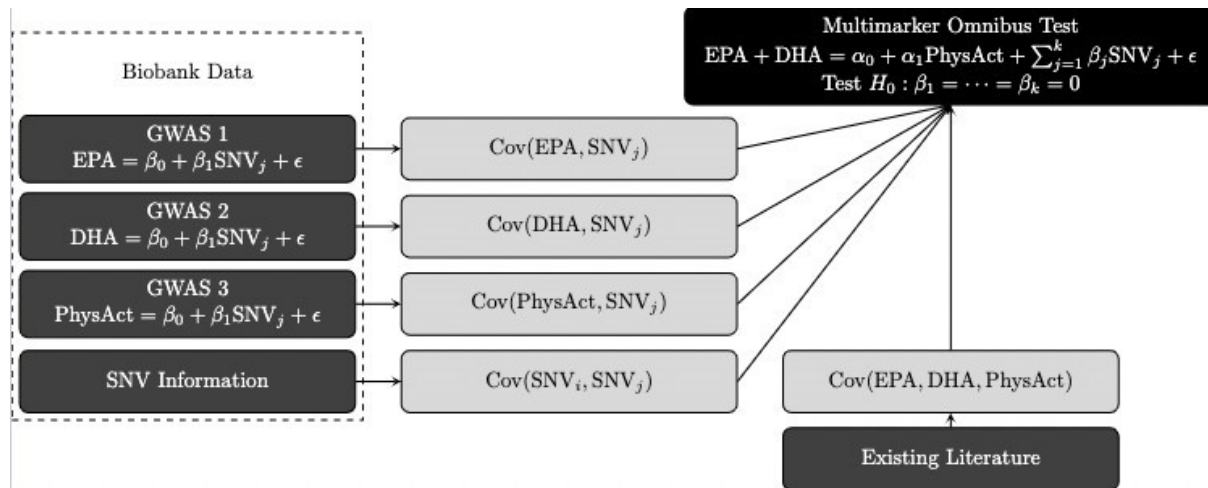 Multimarker Omnibus Test
EPA + DHA = α₀ + α₁PhysAct + ∑ᵏⱼ₌₁ βⱼSNVⱼ + ϵ
Test H₀ : β₁ = ⋯ = βₖ = 0
Biobank Data
GWAS 1
EPA = β₀ + β₁SNVⱼ + ϵ
Cov(EPA, SNVⱼ)
GWAS 2
DHA = β₀ + β₁SNVⱼ + ϵ
Cov(DHA, SNVⱼ)
GWAS 3
PhysAct = β₀ + β₁SNVⱼ + ϵ
Cov(PhysAct, SNVⱼ)
SNV Information
Cov(SNVᵢ, SNVⱼ)
Cov(EPA, DHA, PhysAct)
Existing Literature